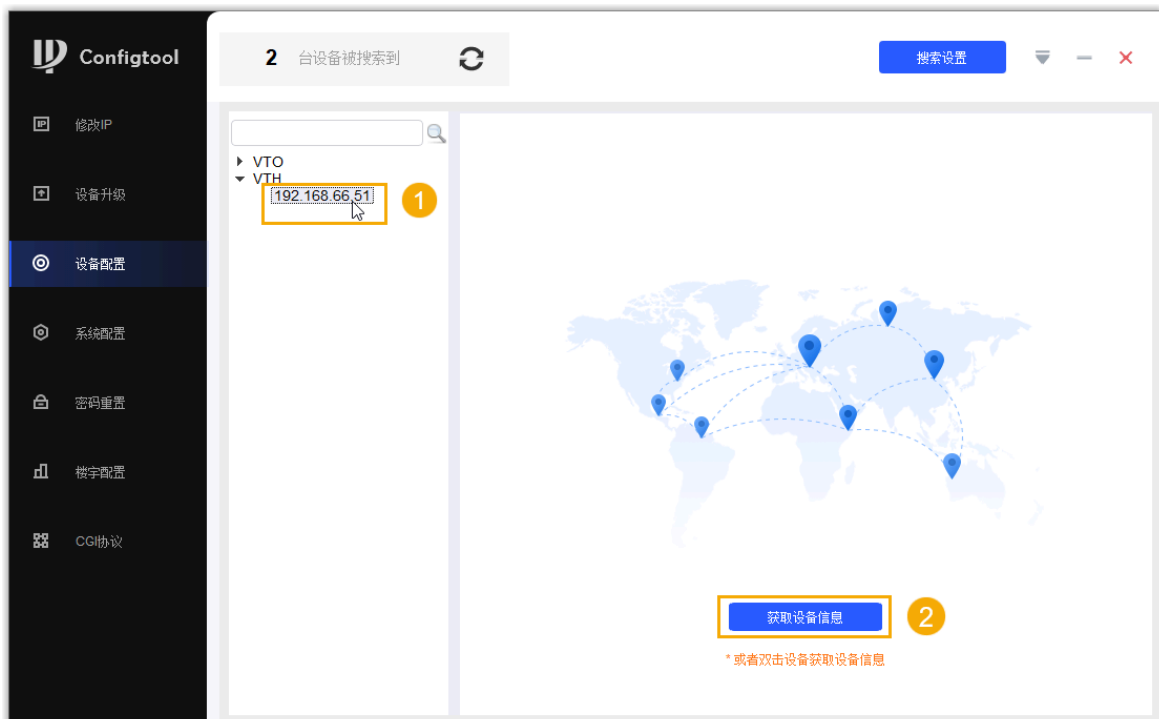 Configtool
2 台设备被搜索到
搜索设置
修改IP
设备升级
设备配置
系统配置
密码重置
楼宇配置
CGI协议
VTO
VTH
192.168.66.51
1
获取设备信息
2
* 或者双击设备获取设备信息